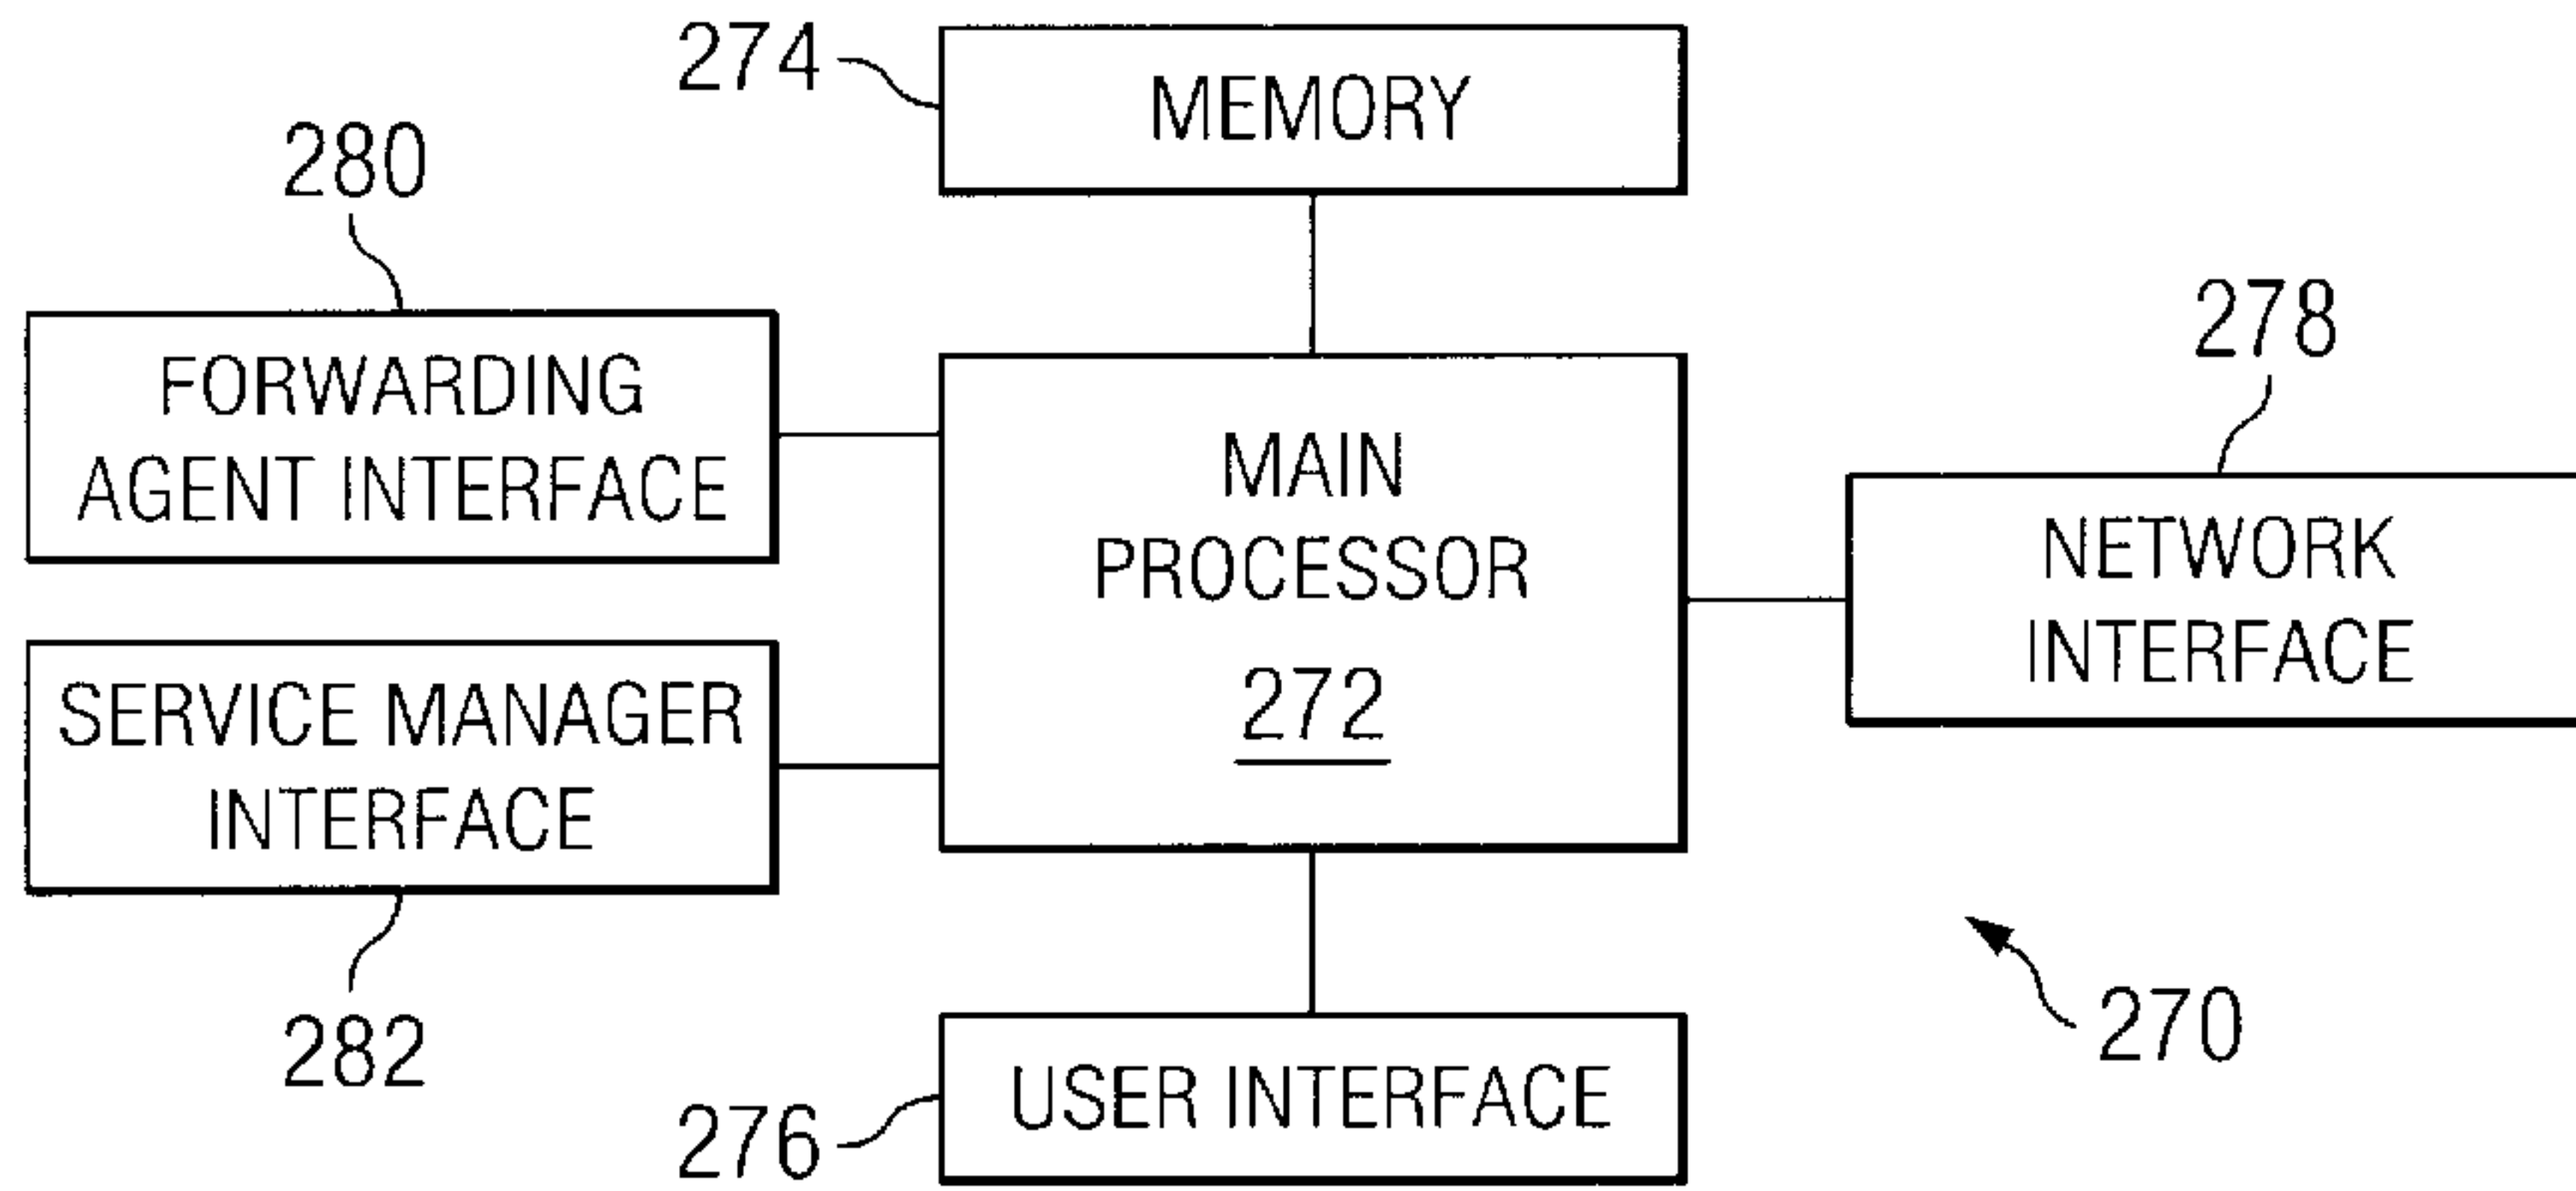 274
MEMORY
280
FORWARDING
AGENT INTERFACE
MAIN
PROCESSOR
272
278
NETWORK
INTERFACE
SERVICE MANAGER
INTERFACE
282
270
276
USER INTERFACE